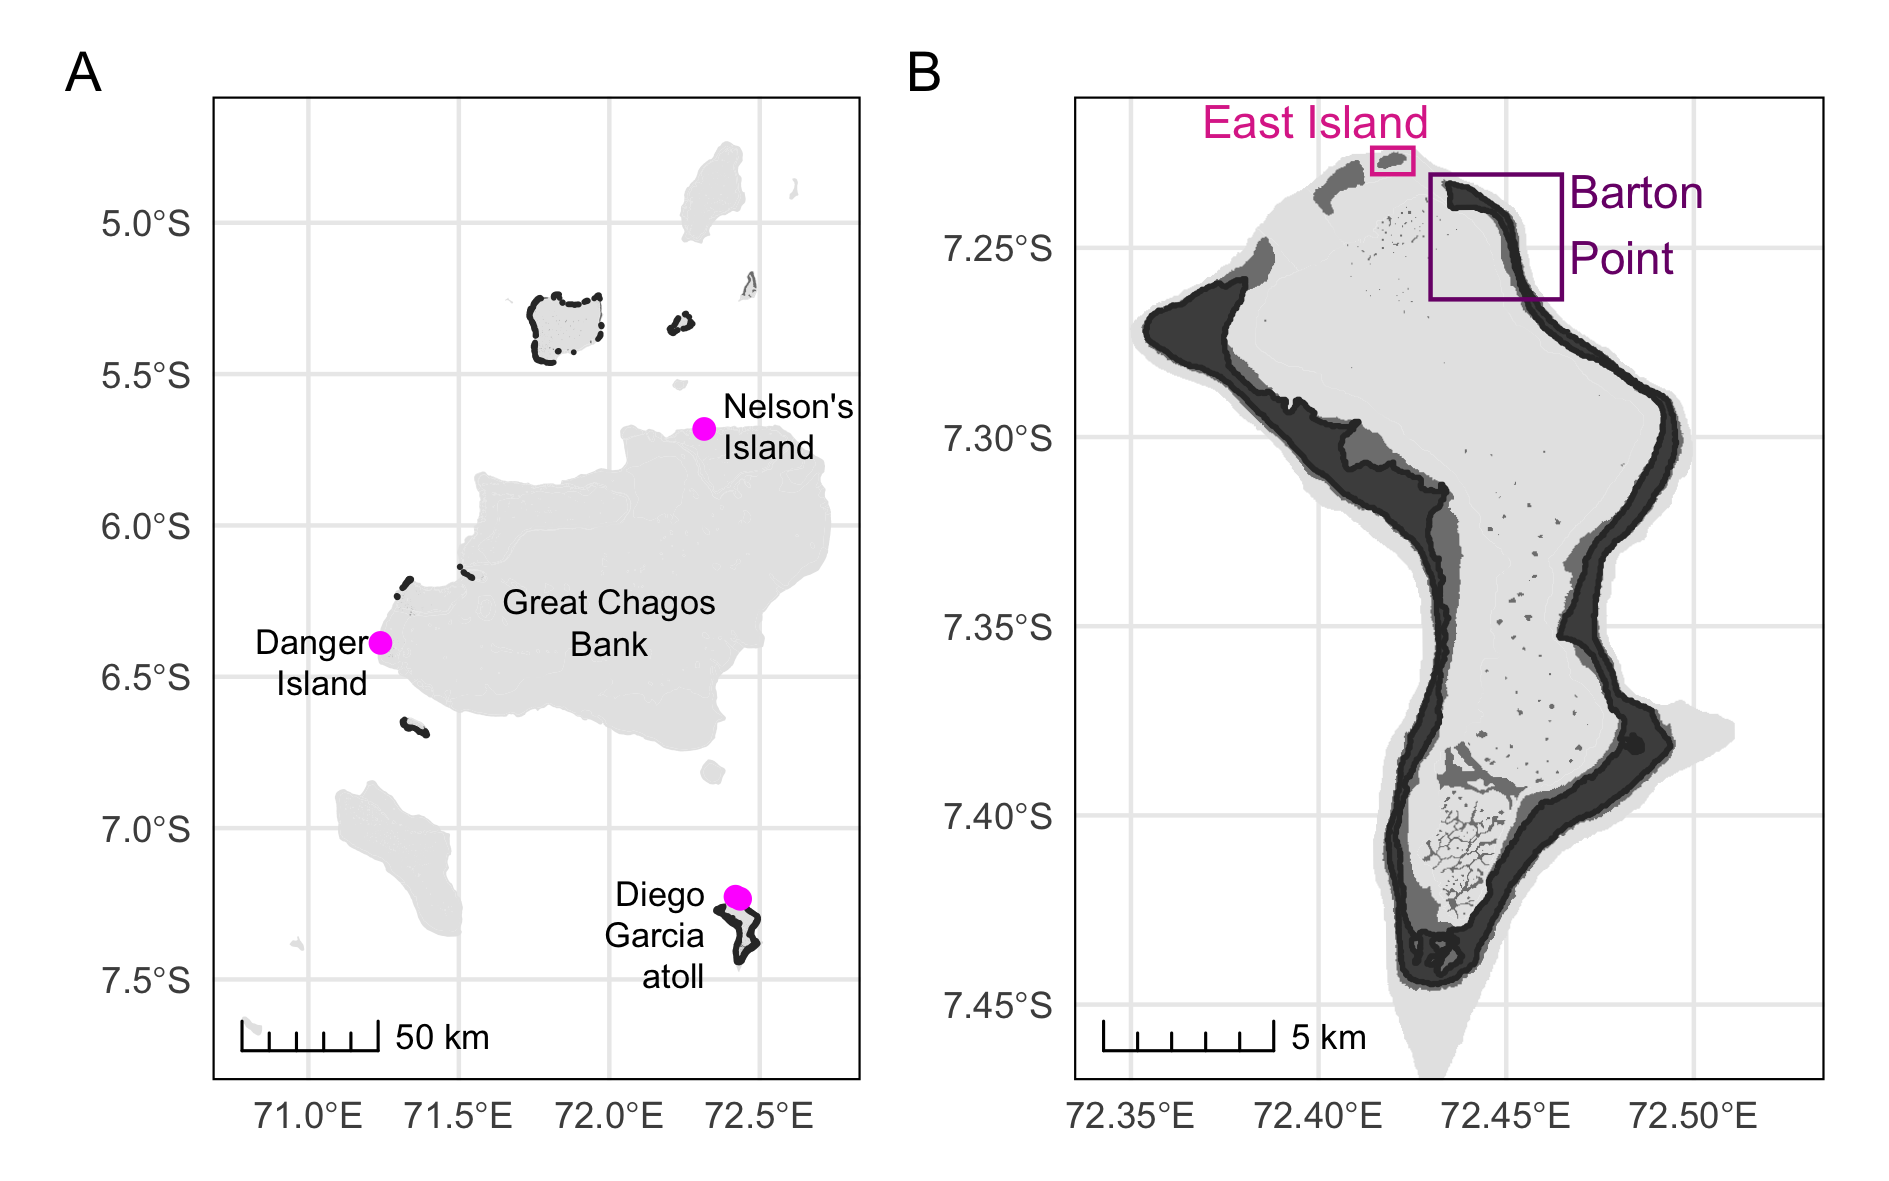 A
5.0°S
5.5°S
6.0°S
6.5°S
7.0°S
7.5°S
Nelson's
Island
Great Chagos
Bank
Danger
Island
Diego
Garcia
atoll
50 km
71.0°E
71.5°E
72.0°E
72.5°E
B
East Island
Barton
Point
7.25°S
7.30°S
7.35°S
7.40°S
7.45°S
5 km
72.35°E
72.40°E
72.45°E
72.50°E